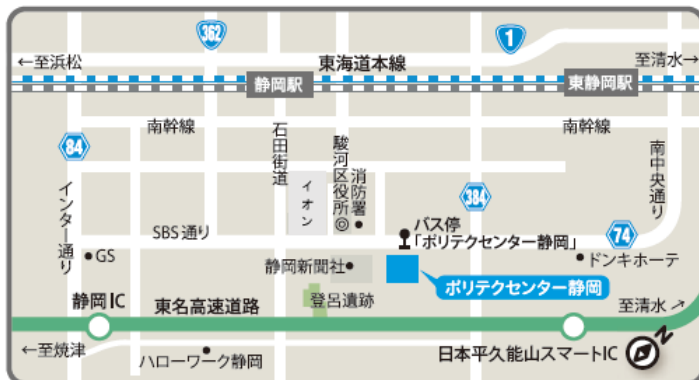 362
1
←至浜松
東海道本線
至清水→
静岡駅
東静岡駅
南幹線
南幹線
84
石田街道
駿河区役所◎
消防署
南中央通り
インター通り
イオン
384
SBS通り
バス停
「ポリテクセンター静岡」
74
GS
静岡新聞社
ドンキホーテ
ポリテクセンター静岡
静岡IC
東名高速道路
登呂遺跡
至清水↗
←至焼津
ハローワーク静岡
日本平久能山スマートIC
N